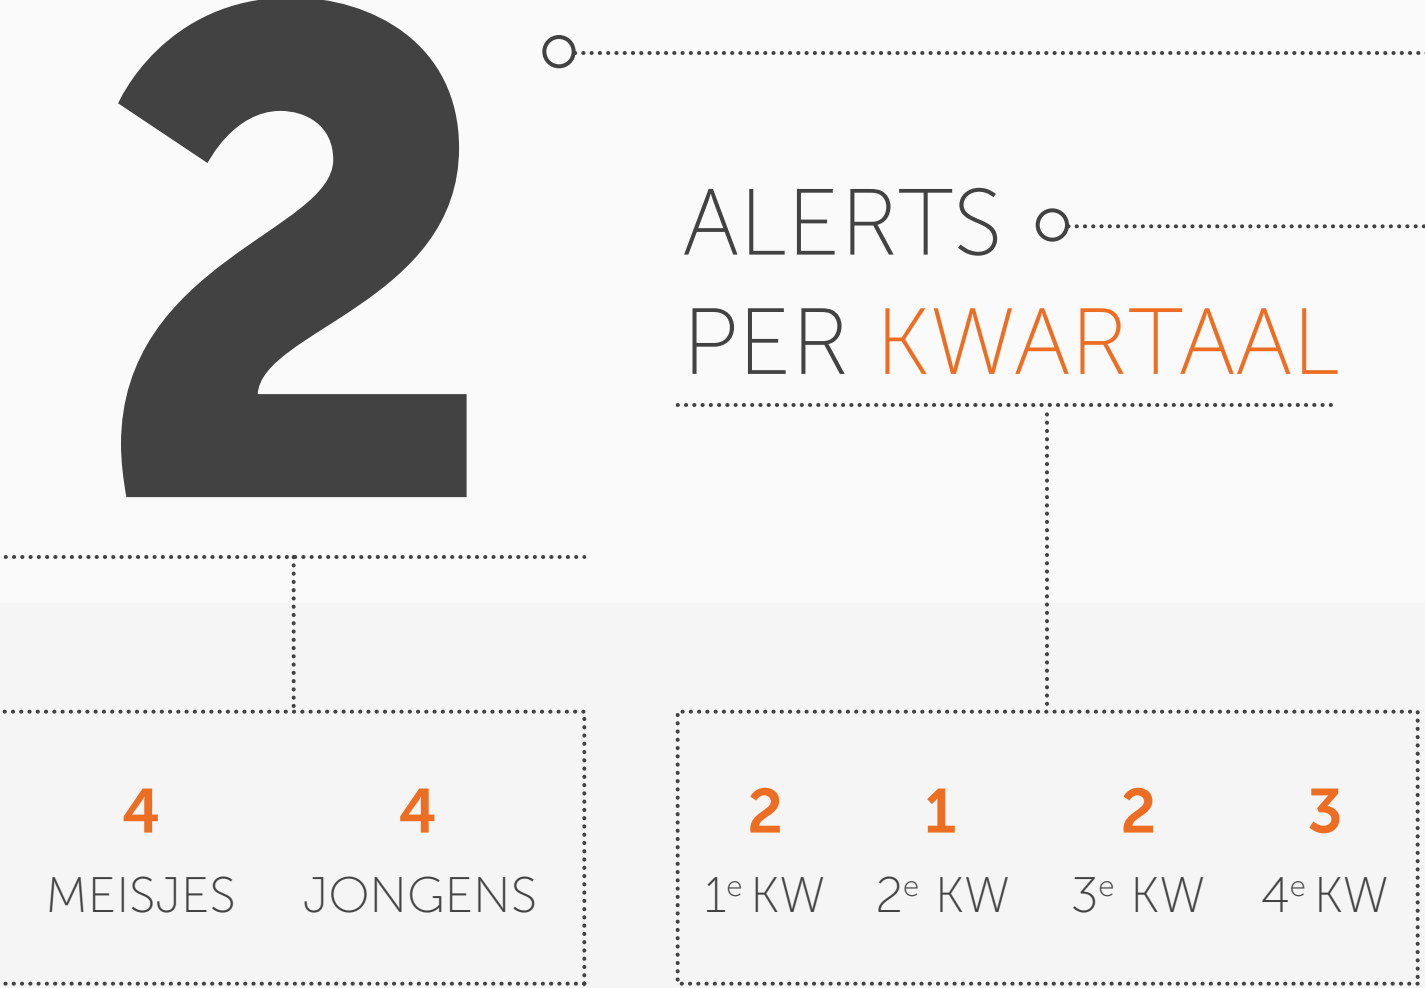 2
ALERTS
PER KWARTAAL
4 4
MEISJES JONGENS
2 1 2 3
1e KW 2e KW 3e KW 4e KW